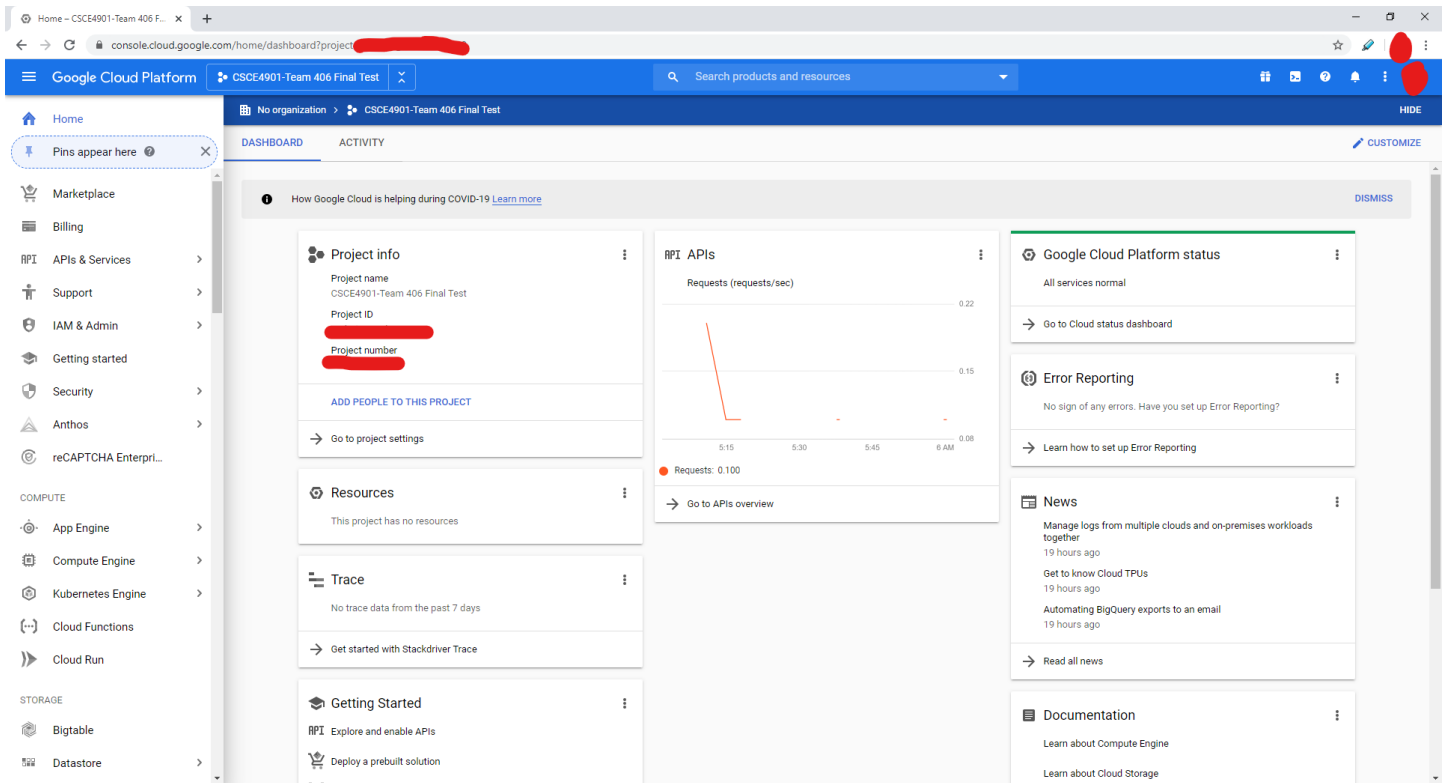 Home – CSCE4901-Team 406 F...
console.cloud.google.com/home/dashboard?project
Google Cloud Platform
CSCE4901-Team 406 Final Test
Search products and resources
No organization > CSCE4901-Team 406 Final Test
HIDE
Home
Pins appear here
Marketplace
Billing
API APIs & Services
Support
IAM & Admin
Getting started
Security
Anthos
reCAPTCHA Enterpri...
COMPUTE
App Engine
Compute Engine
Kubernetes Engine
Cloud Functions
Cloud Run
STORAGE
Bigtable
Datastore
DASHBOARD
ACTIVITY
CUSTOMIZE
How Google Cloud is helping during COVID-19 Learn more
DISMISS
Project info
Project name
CSCE4901-Team 406 Final Test
Project ID
Project number
ADD PEOPLE TO THIS PROJECT
Go to project settings
Resources
This project has no resources
Trace
No trace data from the past 7 days
Get started with Stackdriver Trace
Getting Started
API Explore and enable APIs
Deploy a prebuilt solution
API APIs
Requests (requests/sec)
0.22
0.15
0.08
5:15 5:30 5:45 6 AM
Requests: 0.100
Go to APIs overview
Google Cloud Platform status
All services normal
Go to Cloud status dashboard
Error Reporting
No sign of any errors. Have you set up Error Reporting?
Learn how to set up Error Reporting
News
Manage logs from multiple clouds and on-premises workloads
together
19 hours ago
Get to know Cloud TPUs
19 hours ago
Automating BigQuery exports to an email
19 hours ago
Read all news
Documentation
Learn about Compute Engine
Learn about Cloud Storage